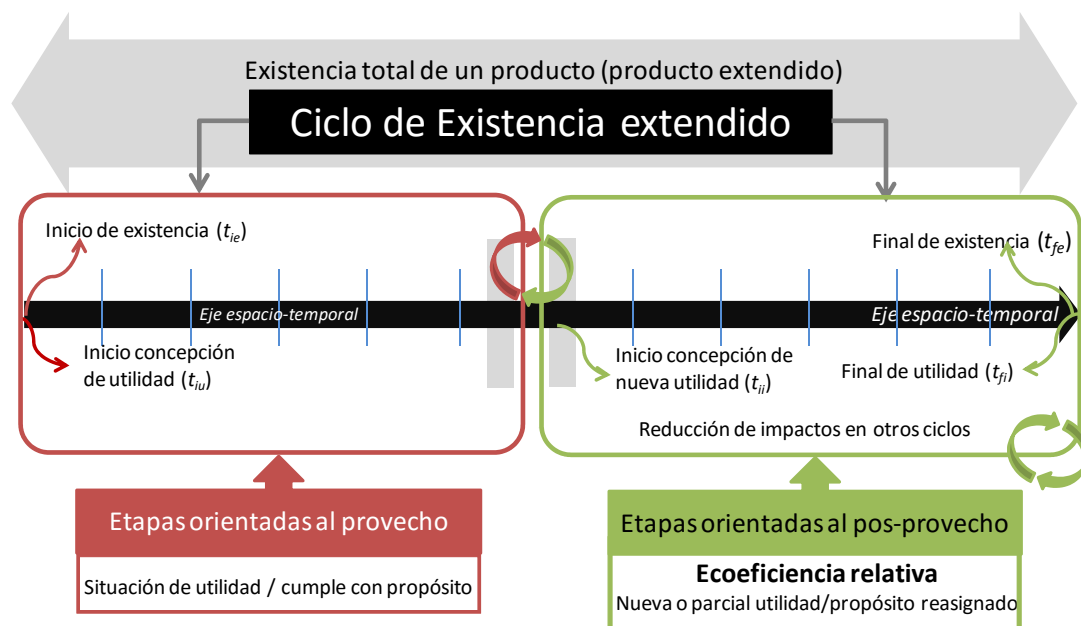 Existencia total de un producto (producto extendido)
Ciclo de Existencia extendido
Inicio de existencia (tie)
Eje espacio-temporal
Inicio concepción
de utilidad (tiu)
Final de existencia (tfe)
Eje espacio-temporal
Inicio concepción de
nueva utilidad (tii)
Final de utilidad (tfi)
Reducción de impactos en otros ciclos
Etapas orientadas al provecho
Situación de utilidad / cumple con propósito
Etapas orientadas al pos-provecho
Ecoeficiencia relativa
Nueva o parcial utilidad/propósito reasignado